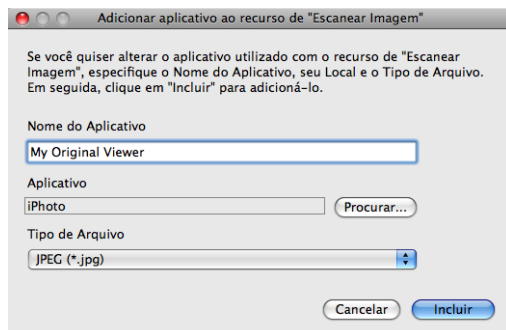 Adicionar aplicativo ao recurso de "Escanear Imagem"
Se você quiser alterar o aplicativo utilizado com o recurso de "Escanear
Imagem", especifique o Nome do Aplicativo, seu Local e o Tipo de Arquivo.
Em seguida, clique em "Incluir" para adicioná-lo.
Nome do Aplicativo
My Original Viewer
Aplicativo
iPhoto
Procurar...
Tipo de Arquivo
JPEG (*.jpg)
Cancelar
Incluir